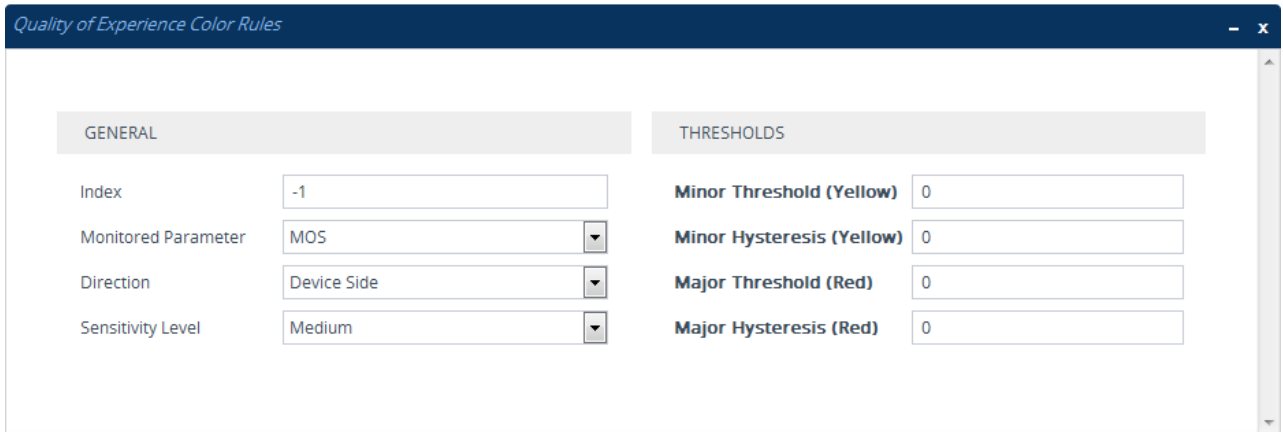 Quality of Experience Color Rules
– x
GENERAL
Index -1
Monitored Parameter MOS
Direction Device Side
Sensitivity Level Medium
THRESHOLDS
Minor Threshold (Yellow) 0
Minor Hysteresis (Yellow) 0
Major Threshold (Red) 0
Major Hysteresis (Red) 0